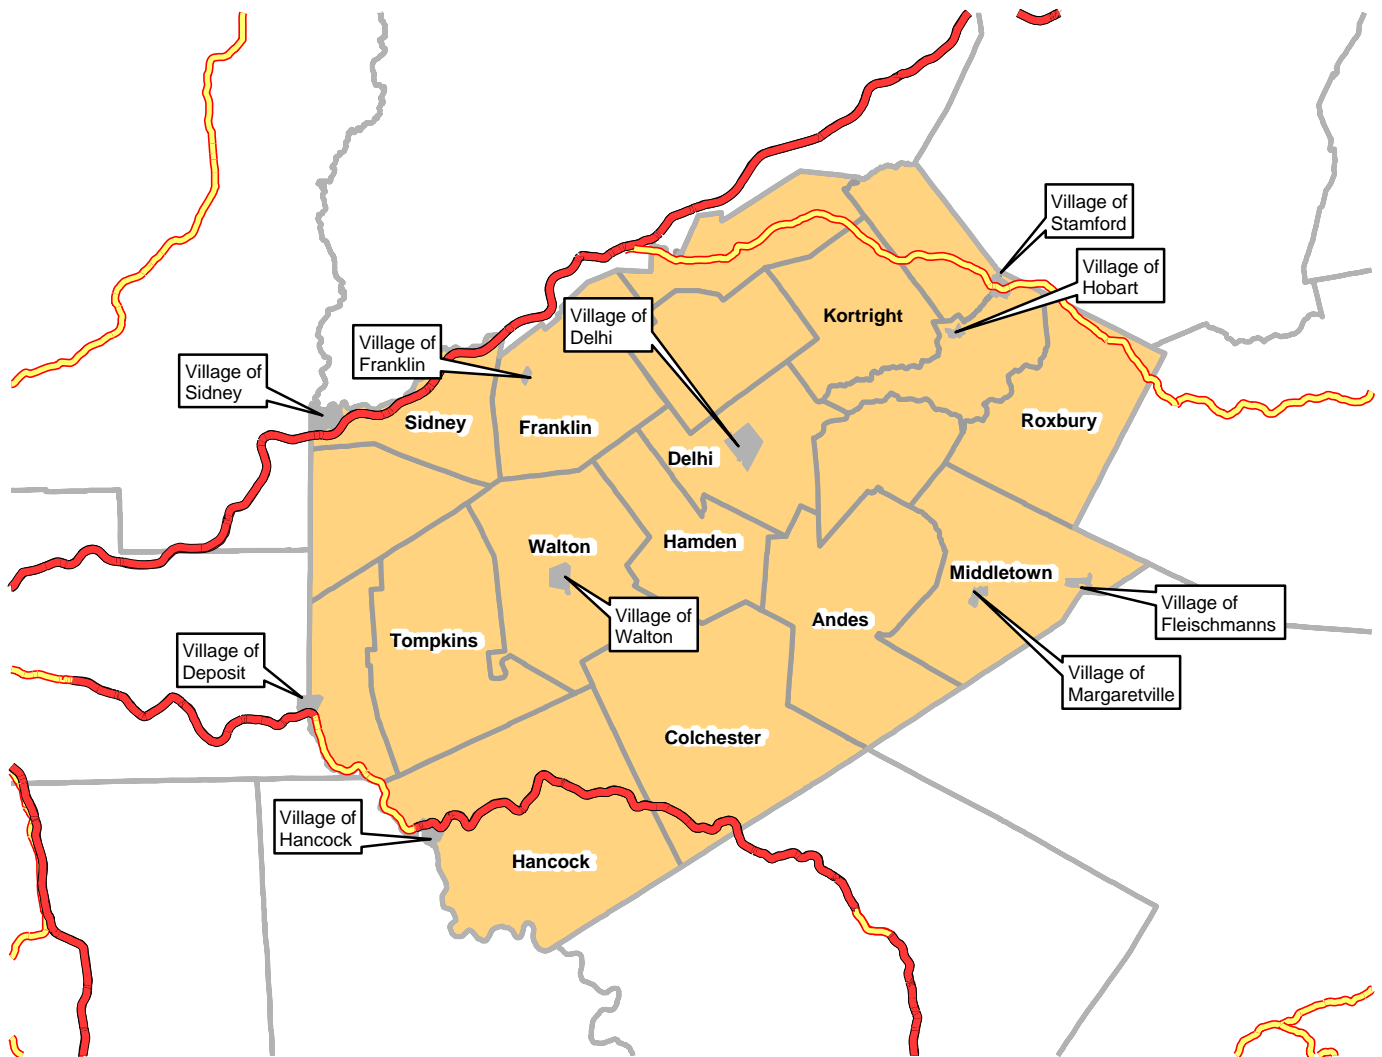 Village of
Stamford
Village of
Hobart
Village of
Delhi
Kortright
Village of
Franklin
Village of
Sidney
Sidney
Franklin
Roxbury
Delhi
Hamden
Walton
Middletown
Village of
Fleischmanns
Village of
Walton
Andes
Tompkins
Village of
Deposit
Village of
Margaretville
Colchester
Village of
Hancock
Hancock